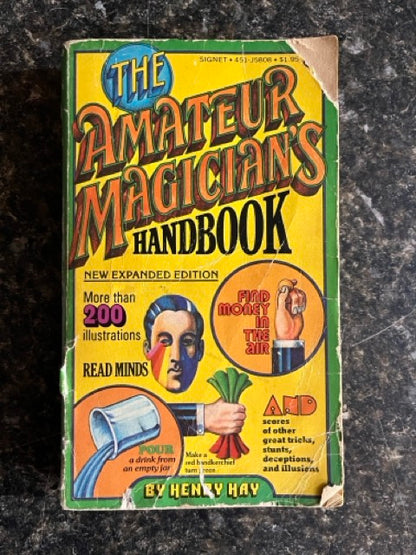 THE
SIGNET • 451-J5808 • $1.95
AMATEUR
MAGICIAN'S
HANDBOOK
NEW EXPANDED EDITION
More than
200
illustrations
READ MINDS
FIND
MONEY
IN
THE
AIR
POUR
a drink from
an empty jar
Make a
red handkerchief
turn green
AND
scores
of other
great tricks,
stunts,
deceptions,
and illusions
BY HENRY HAY